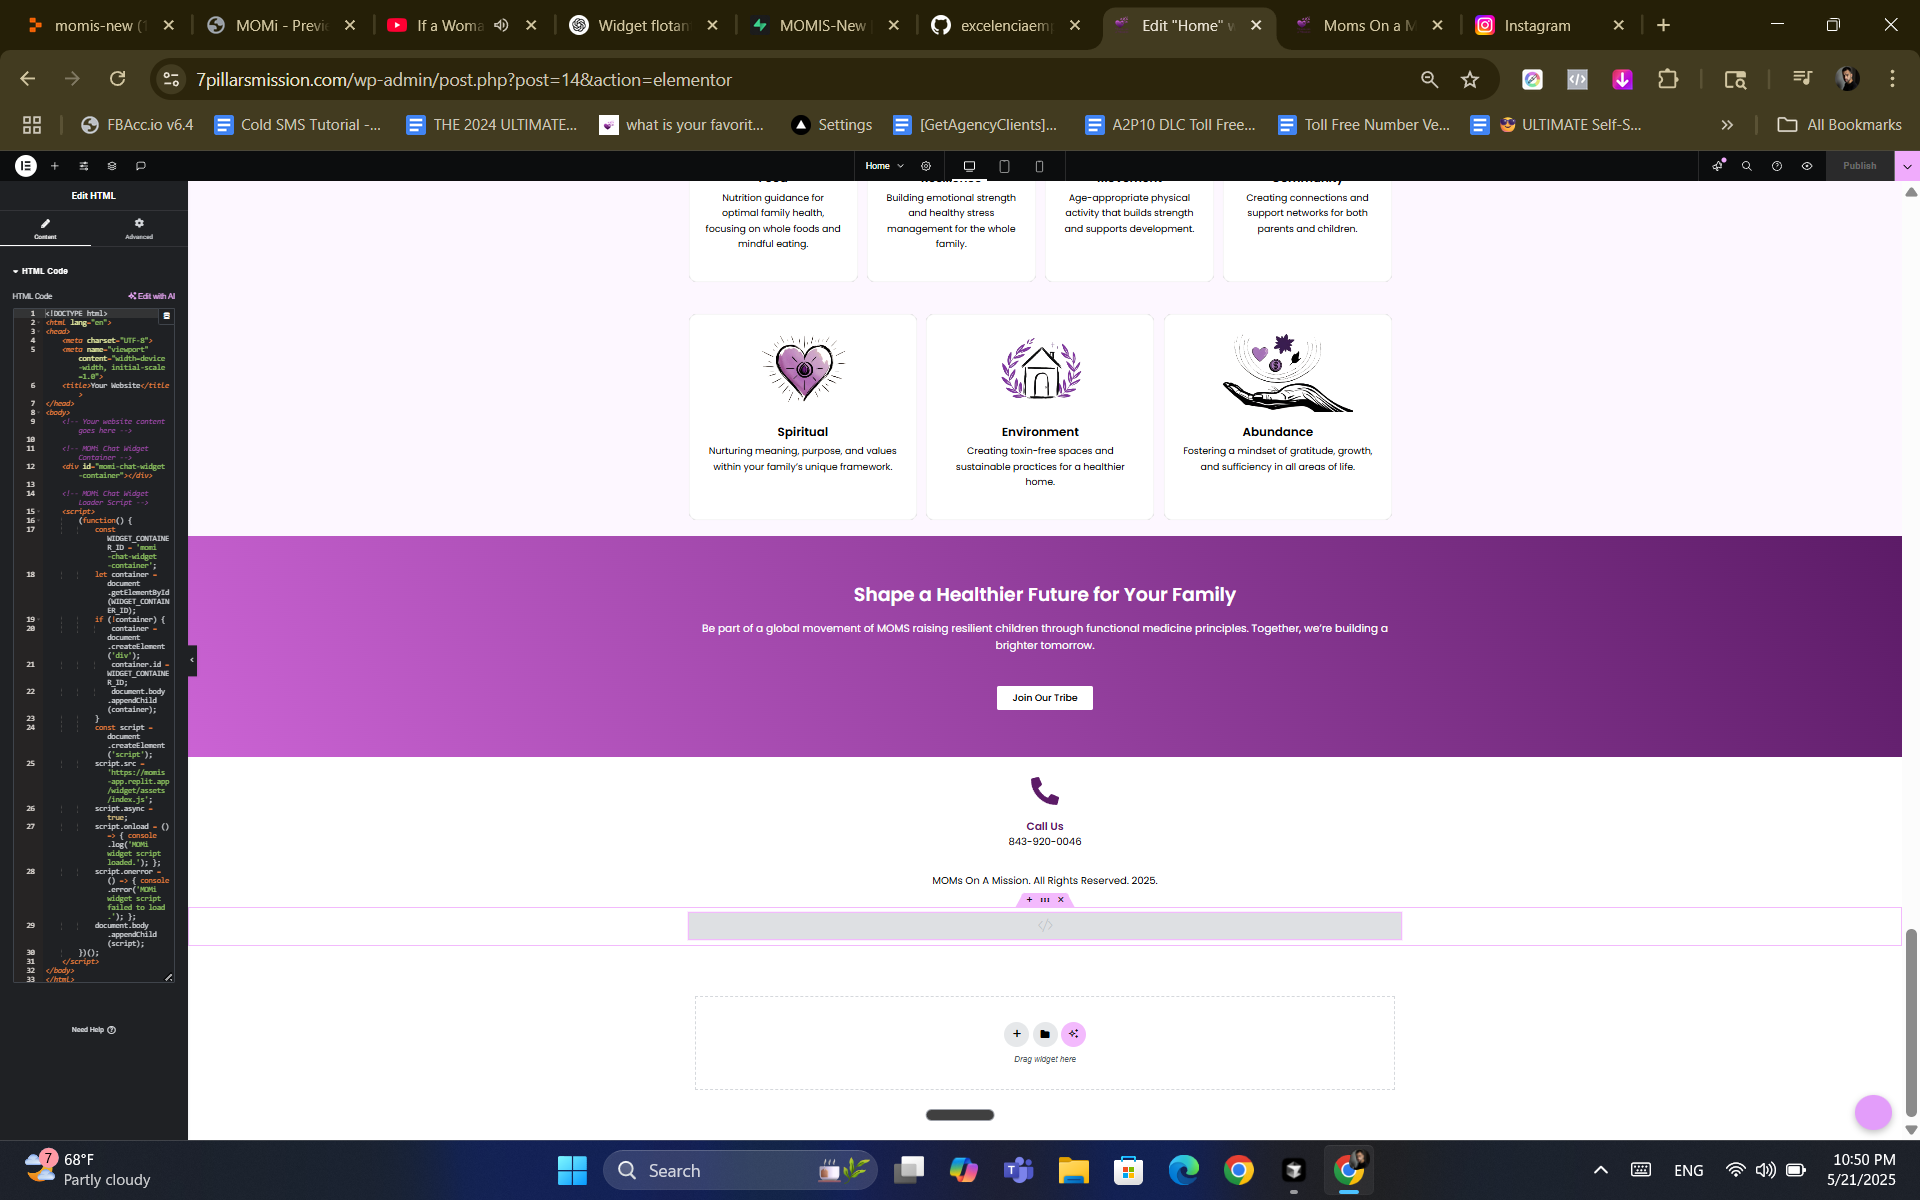 momis-new (1
MOMi - Previe
If a Woma
Widget flotan
MOMIS-New
excelenciaemp
Edit "Home" w
Moms On a M
Instagram
7pillarsmission.com/wp-admin/post.php?post=14&action=elementor
FBAcc.io v6.4
Cold SMS Tutorial -...
THE 2024 ULTIMATE...
what is your favorit...
Settings
[GetAgencyClients]...
A2P10 DLC Toll Free...
Toll Free Number Ve...
ULTIMATE Self-S...
All Bookmarks
Home
Publish
Edit HTML
Content
Advanced
HTML Code
HTML Code
Edit with AI
1 <!DOCTYPE html>
2 <html lang="en">
3 <head>
4 <meta charset="UTF-8">
5 <meta name="viewport"
content="width=device
-width, initial-scale
=1.0">
6 <title>Your Website</title
>
7 </head>
8 <body>
9 <!-- Your website content
goes here -->
10
11 <!-- MOMi Chat Widget
Container -->
12 <div id="momi-chat-widget
-container"></div>
13
14 <!-- MOMi Chat Widget
Loader Script -->
15 <script>
16 (function() {
17 const
WIDGET_CONTAINE
R_ID = 'momi
-chat-widget
-container';
18 let container =
document
.getElementById
(WIDGET_CONTAIN
ER_ID);
19 if (!container) {
20 container =
document
.createElement
('div');
21 container.id =
WIDGET_CONTAINE
R_ID;
22 document.body
.appendChild
(container);
23 }
24 const script =
document
.createElement
('script');
25 script.src =
'https://momis
-app.replit.app
/widget/assets
/index.js';
26 script.async =
true;
27 script.onload = ()
=> { console
.log('MOMi
widget script
loaded.'); };
28 script.onerror =
() => { console
.error('MOMi
widget script
failed to load
.'); };
29 document.body
.appendChild
(script);
30 })();
31 </script>
32 </body>
33 </html>
Need Help
Food
Nutrition guidance for
optimal family health,
focusing on whole foods and
mindful eating.
Resilience
Building emotional strength
and healthy stress
management for the whole
family.
Movement
Age-appropriate physical
activity that builds strength
and supports development.
Community
Creating connections and
support networks for both
parents and children.
Spiritual
Nurturing meaning, purpose, and values
within your family's unique framework.
Environment
Creating toxin-free spaces and
sustainable practices for a healthier
home.
Abundance
Fostering a mindset of gratitude, growth,
and sufficiency in all areas of life.
Shape a Healthier Future for Your Family
Be part of a global movement of MOMS raising resilient children through functional medicine principles. Together, we're building a
brighter tomorrow.
Join Our Tribe
Call Us
843-920-0046
MOMs On A Mission. All Rights Reserved. 2025.
Drag widget here
7
68°F
Partly cloudy
Search
ENG
10:50 PM
5/21/2025